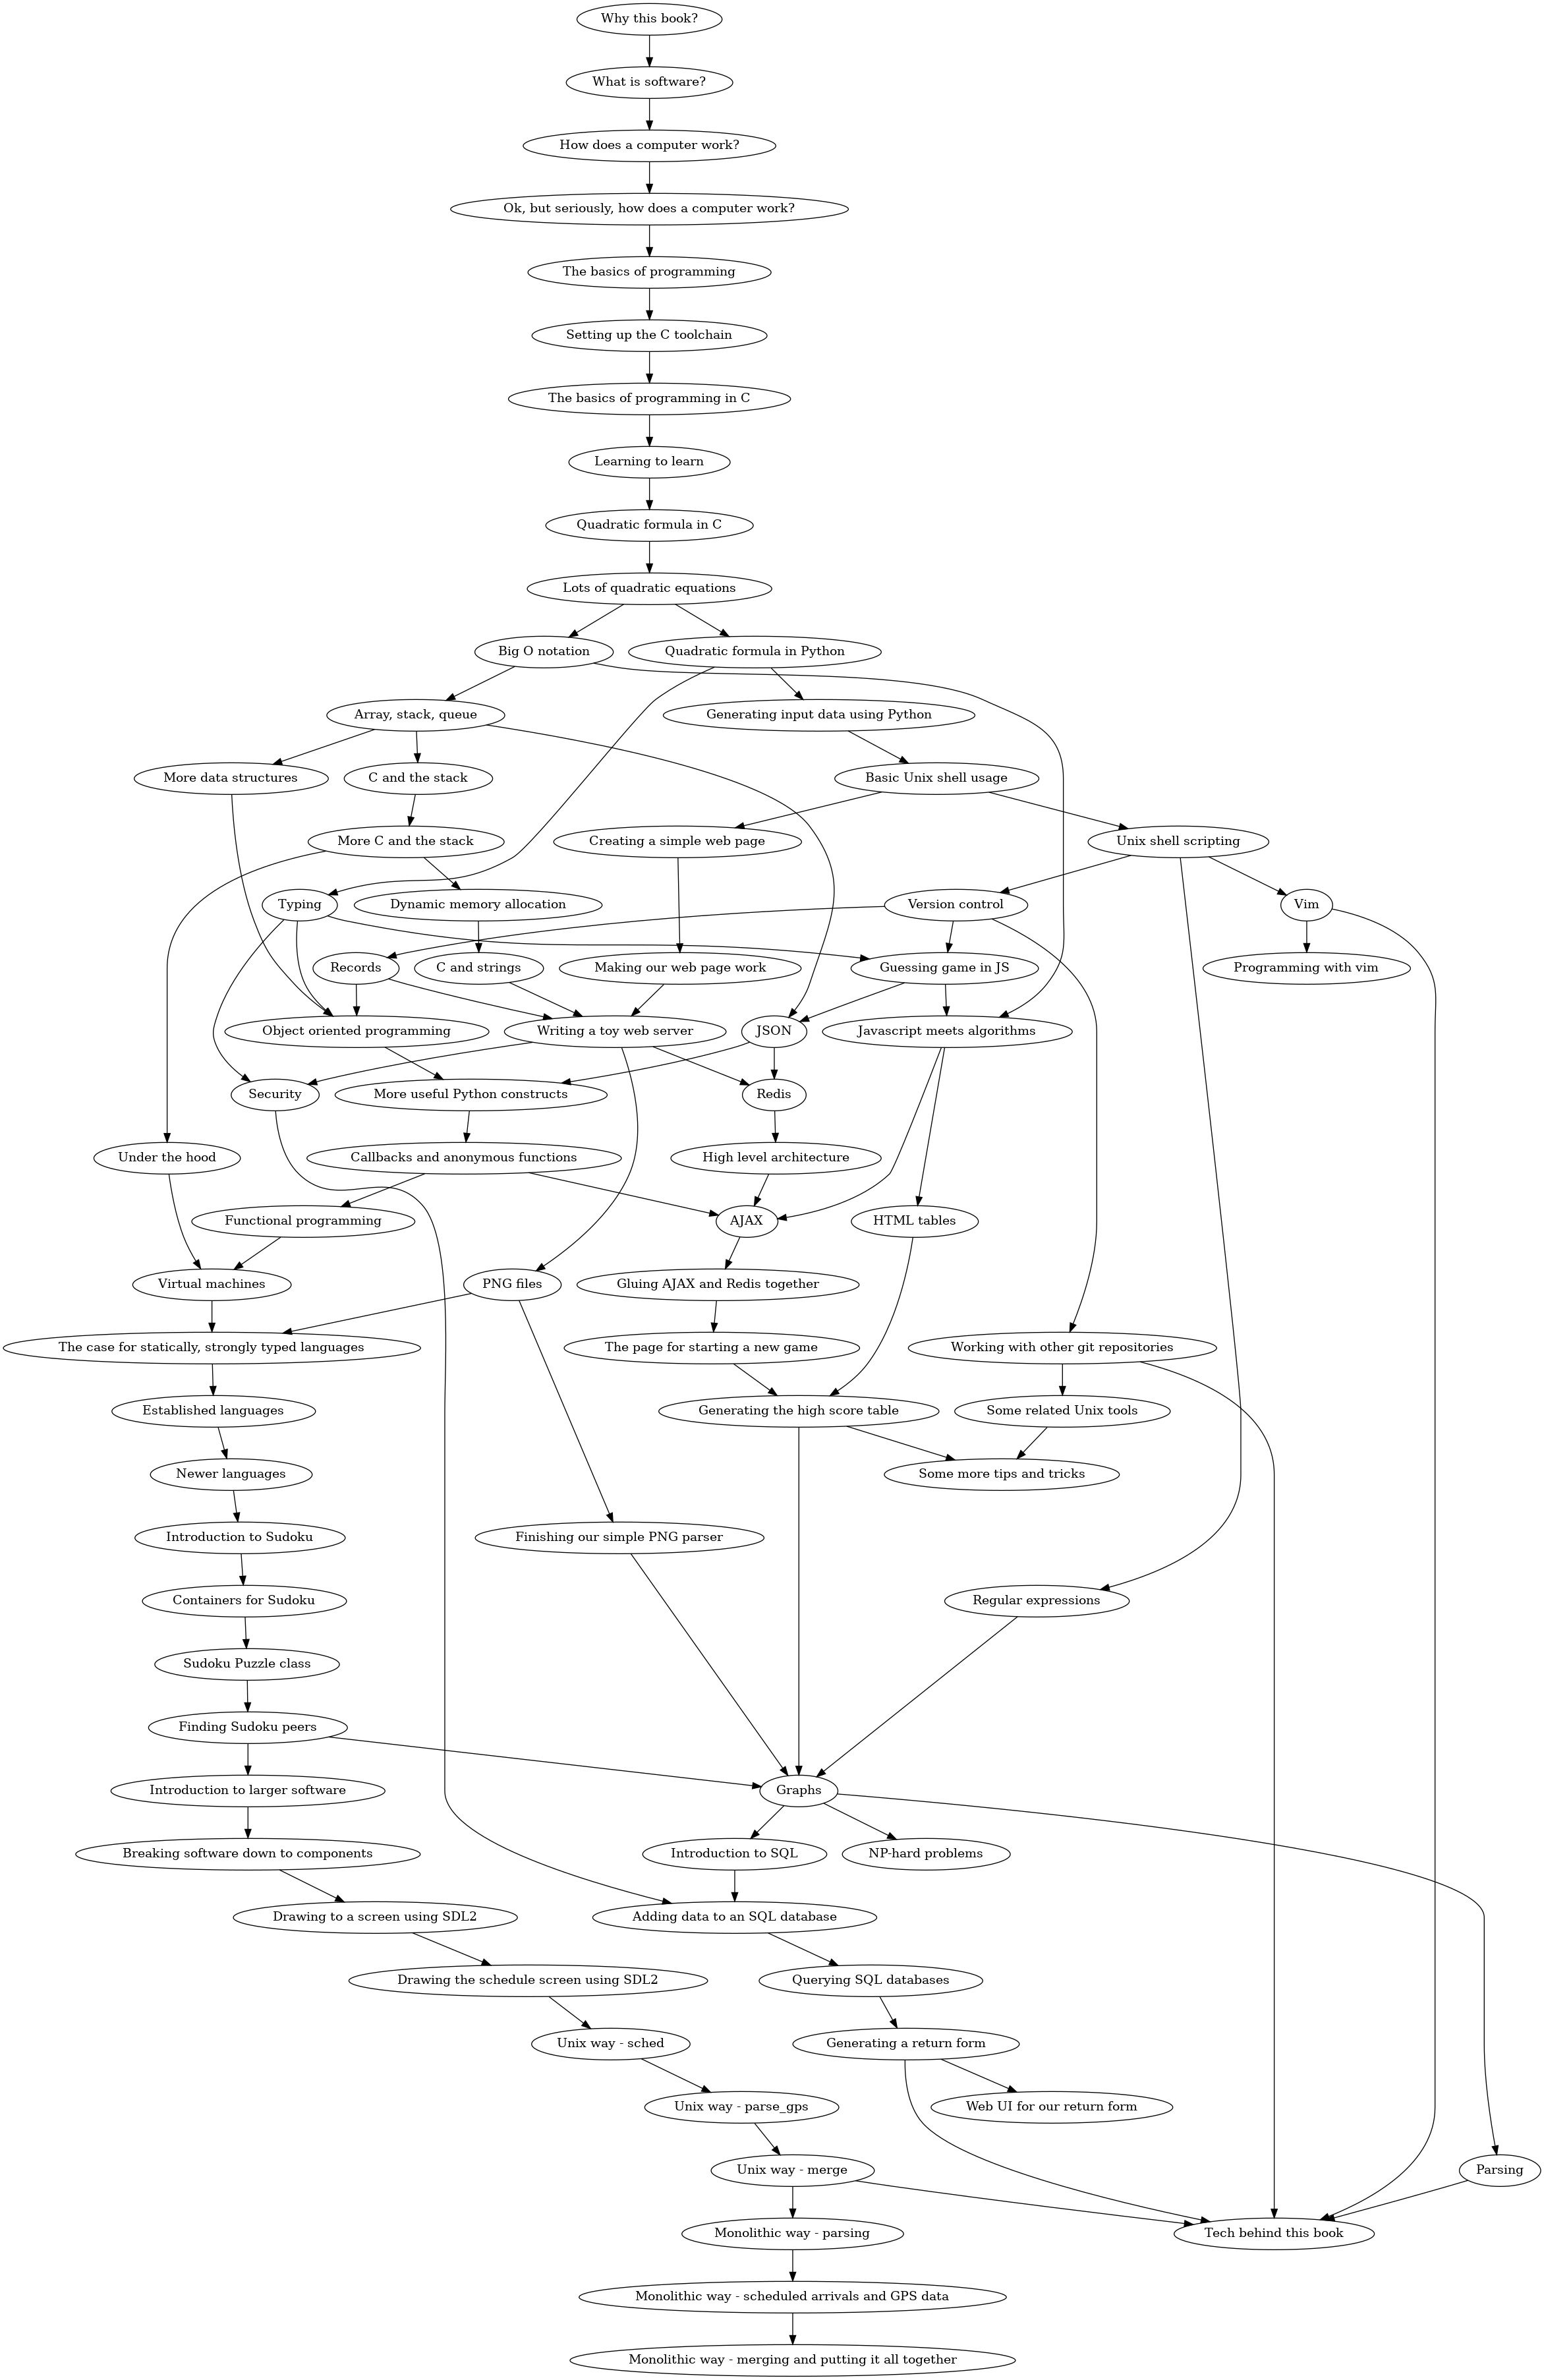 Why this book?
What is software?
How does a computer work?
Ok, but seriously, how does a computer work?
The basics of programming
Setting up the C toolchain
The basics of programming in C
Learning to learn
Quadratic formula in C
Lots of quadratic equations
Big O notation
Quadratic formula in Python
Array, stack, queue
Generating input data using Python
More data structures
C and the stack
Basic Unix shell usage
More C and the stack
Creating a simple web page
Unix shell scripting
Typing
Dynamic memory allocation
Version control
Vim
Records
C and strings
Making our web page work
Guessing game in JS
Programming with vim
Object oriented programming
Writing a toy web server
JSON
Javascript meets algorithms
Security
More useful Python constructs
Redis
Under the hood
Callbacks and anonymous functions
High level architecture
Functional programming
AJAX
HTML tables
Virtual machines
PNG files
Gluing AJAX and Redis together
The case for statically, strongly typed languages
The page for starting a new game
Working with other git repositories
Established languages
Generating the high score table
Some related Unix tools
Newer languages
Some more tips and tricks
Introduction to Sudoku
Finishing our simple PNG parser
Containers for Sudoku
Regular expressions
Sudoku Puzzle class
Finding Sudoku peers
Introduction to larger software
Graphs
Breaking software down to components
Introduction to SQL
NP-hard problems
Drawing to a screen using SDL2
Adding data to an SQL database
Drawing the schedule screen using SDL2
Querying SQL databases
Unix way - sched
Generating a return form
Unix way - parse_gps
Web UI for our return form
Unix way - merge
Parsing
Monolithic way - parsing
Tech behind this book
Monolithic way - scheduled arrivals and GPS data
Monolithic way - merging and putting it all together